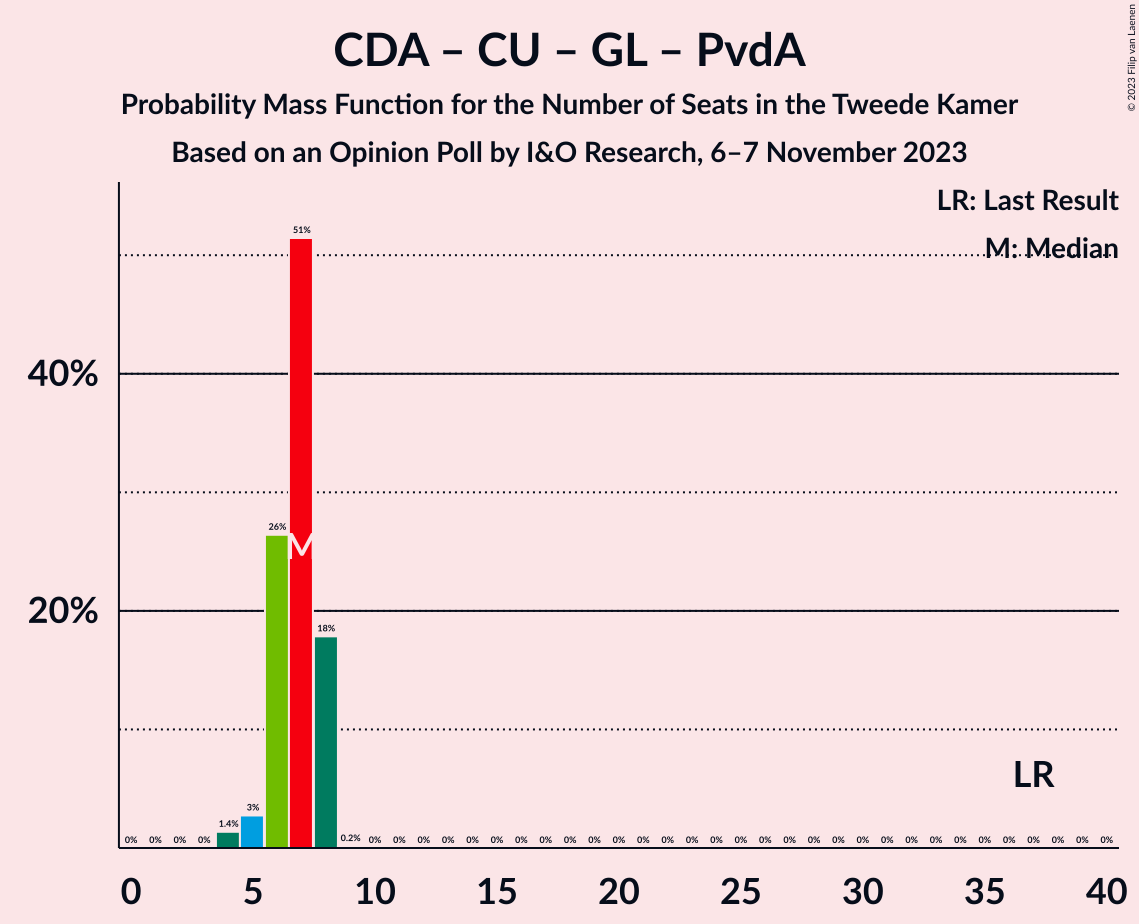 CDA – CU – GL – PvdA
Probability Mass Function for the Number of Seats in the Tweede Kamer
Based on an Opinion Poll by I&O Research, 6–7 November 2023
© 2023 Filip van Laenen
LR: Last Result
M: Median
51%
40%
26%
M
20%
18%
LR
3%
1.4%
0% 0% 0% 0% 0.2% 0% 0% 0% 0% 0% 0% 0% 0% 0% 0% 0% 0% 0% 0% 0% 0% 0% 0% 0% 0% 0% 0% 0% 0% 0% 0% 0% 0% 0% 0% 0%
0 5 10 15 20 25 30 35 40